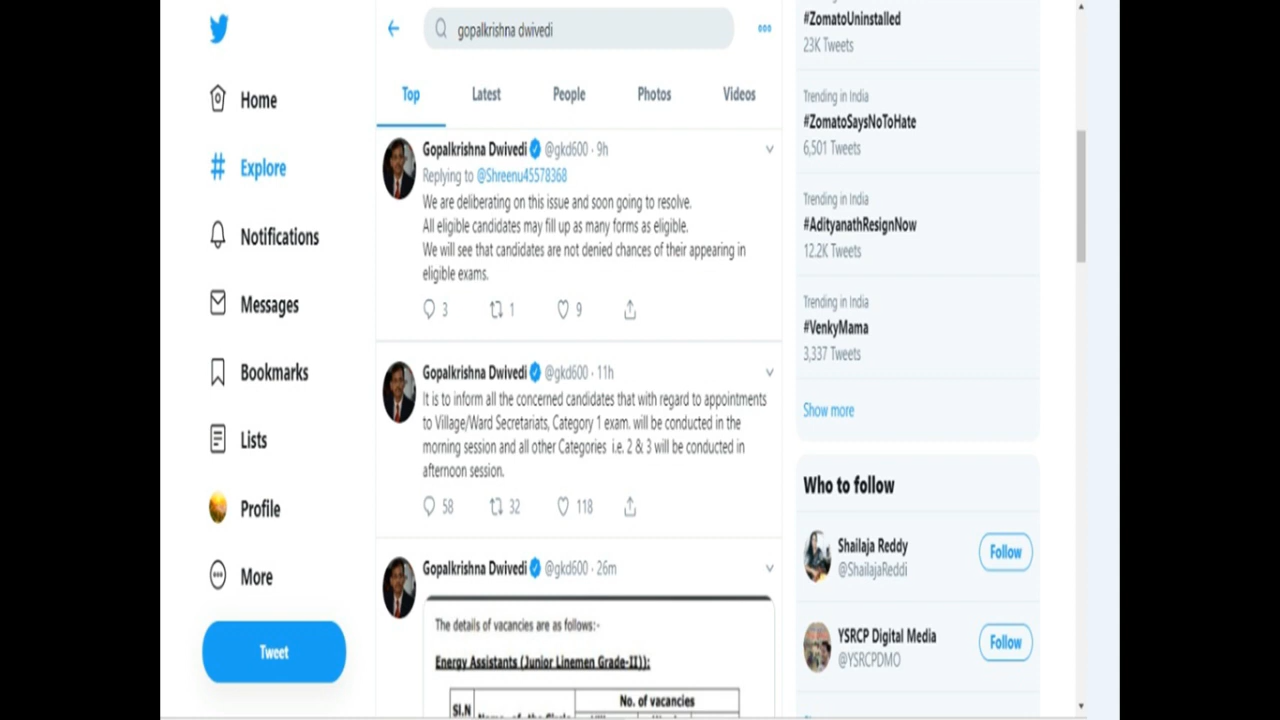 Home
Explore
Notifications
Messages
Bookmarks
Lists
Profile
More
Tweet
gopalkrishna dwivedi
Top Latest People Photos Videos
Gopalkrishna Dwivedi @gkd600 · 9h
Replying to @Shreenu45578368
We are deliberating on this issue and soon going to resolve.
All eligible candidates may fill up as many forms as eligible.
We will see that candidates are not denied chances of their appearing in
eligible exams.
3 1 9
Gopalkrishna Dwivedi @gkd600 · 11h
It is to inform all the concerned candidates that with regard to appointments
to Village/Ward Secretariats, Category 1 exam. will be conducted in the
morning session and all other Categories i.e. 2 & 3 will be conducted in
afternoon session.
58 32 118
Gopalkrishna Dwivedi @gkd600 · 26m
The details of vacancies are as follows:-
Energy Assistants (Junior Linemen Grade-II)):
No. of vacancies
Sl.N
#ZomatoUninstalled
23K Tweets
Trending in India
#ZomatoSaysNoToHate
6,501 Tweets
Trending in India
#AdityanathResignNow
12.2K Tweets
Trending in India
#VenkyMama
3,337 Tweets
Show more
Who to follow
Shailaja Reddy
@ShailajaReddi
Follow
YSRCP Digital Media
@YSRCPDMO
Follow